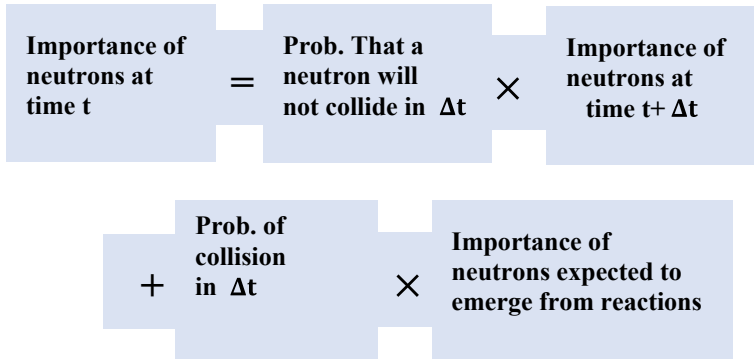 Importance of
neutrons at
time t
=
Prob. That a
neutron will
not collide in Δt
×
Importance of
neutrons at
time t+ Δt
+
Prob. of
collision
in Δt
×
Importance of
neutrons expected to
emerge from reactions